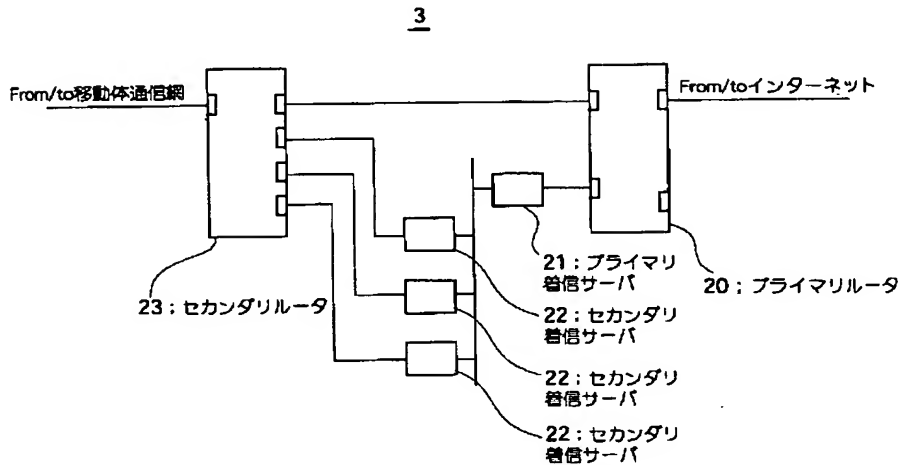 3
From/to移動体通信網
From/toインターネット
21；プライマリ
着信サーバ
20；プライマリルータ
23；セカンダリルータ
22；セカンダリ
着信サーバ
22；セカンダリ
着信サーバ
22；セカンダリ
着信サーバ